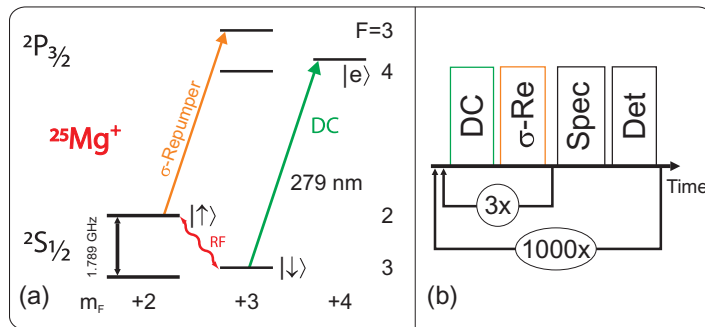 ²P₃⁄₂
F=3
|e⟩
4
σ-Repumper
DC
²⁵Mg⁺
279 nm
|↑⟩
2
²S₁⁄₂
1.789 GHz
RF
|↓⟩
3
(a)
m_F
+2
+3
+4
DC
σ-Re
Spec
Det
Time
3x
1000x
(b)